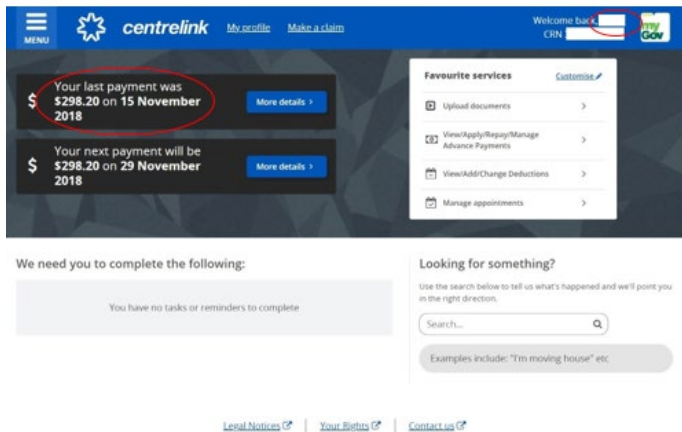 MENU
centrelink
My profile
Make a claim
Welcome back,
CRN
my
Gov
Your last payment was
$298.20 on 15 November
2018
More details >
Your next payment will be
$298.20 on 29 November
2018
More details >
Favourite services
Customise
Upload documents
View/Apply/Repay/Manage
Advance Payments
View/Add/Change Deductions
Manage appointments
We need you to complete the following:
You have no tasks or reminders to complete
Looking for something?
Use the search below to tell us what's happened and we'll point you
in the right direction.
Search...
Examples include: "I'm moving house" etc
Legal Notices | Your Rights | Contact us